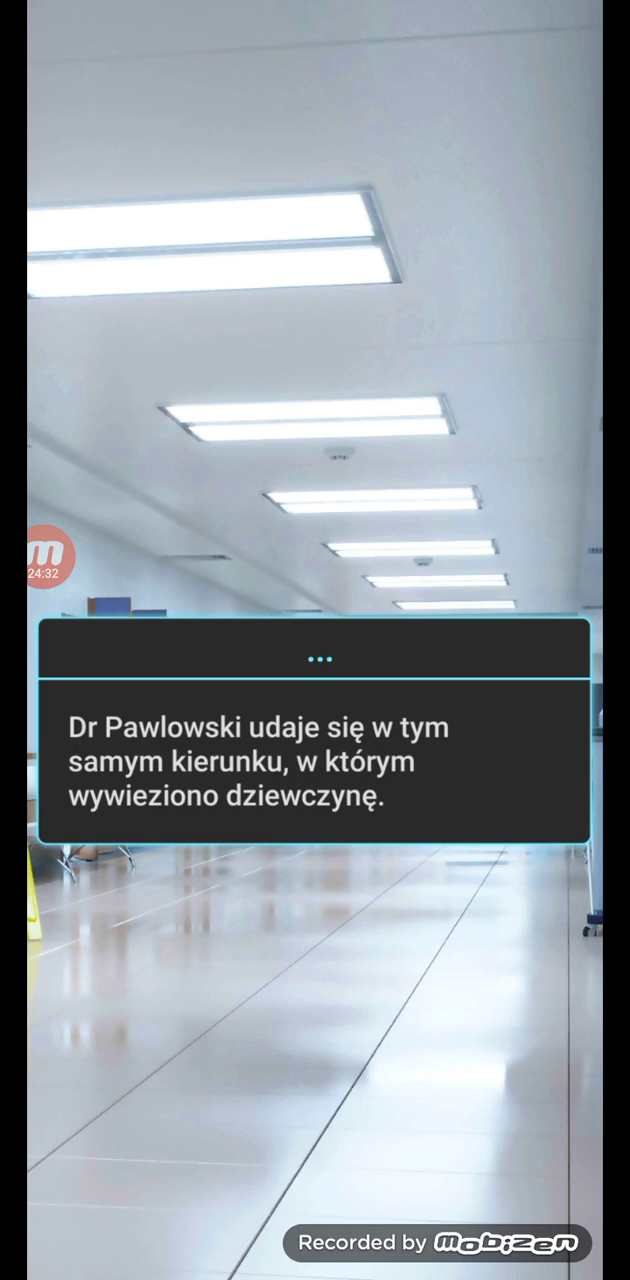 m
24:32
...
Dr Pawlowski udaje się w tym
samym kierunku, w którym
wywieziono dziewczynę.
Recorded by mobizen